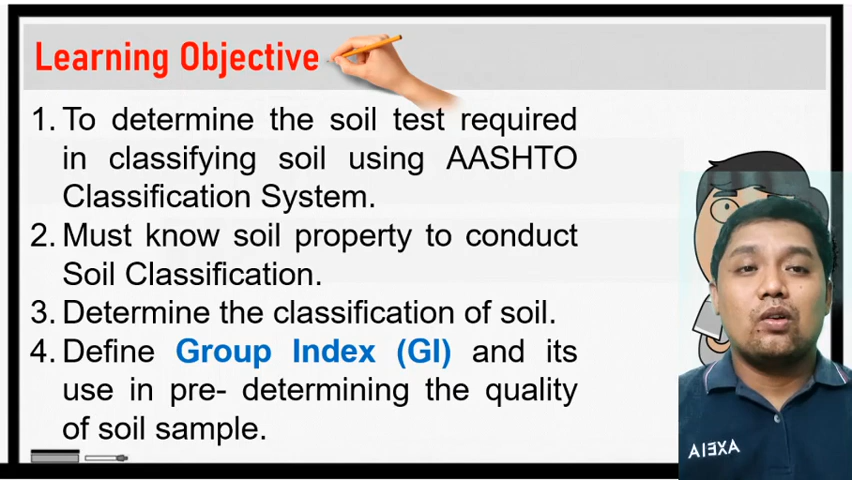 Learning Objective
1. To determine the soil test required
in classifying soil using AASHTO
Classification System.
2. Must know soil property to conduct
Soil Classification.
3. Determine the classification of soil.
4. Define Group Index (GI) and its
use in pre- determining the quality
of soil sample.
AXEIA